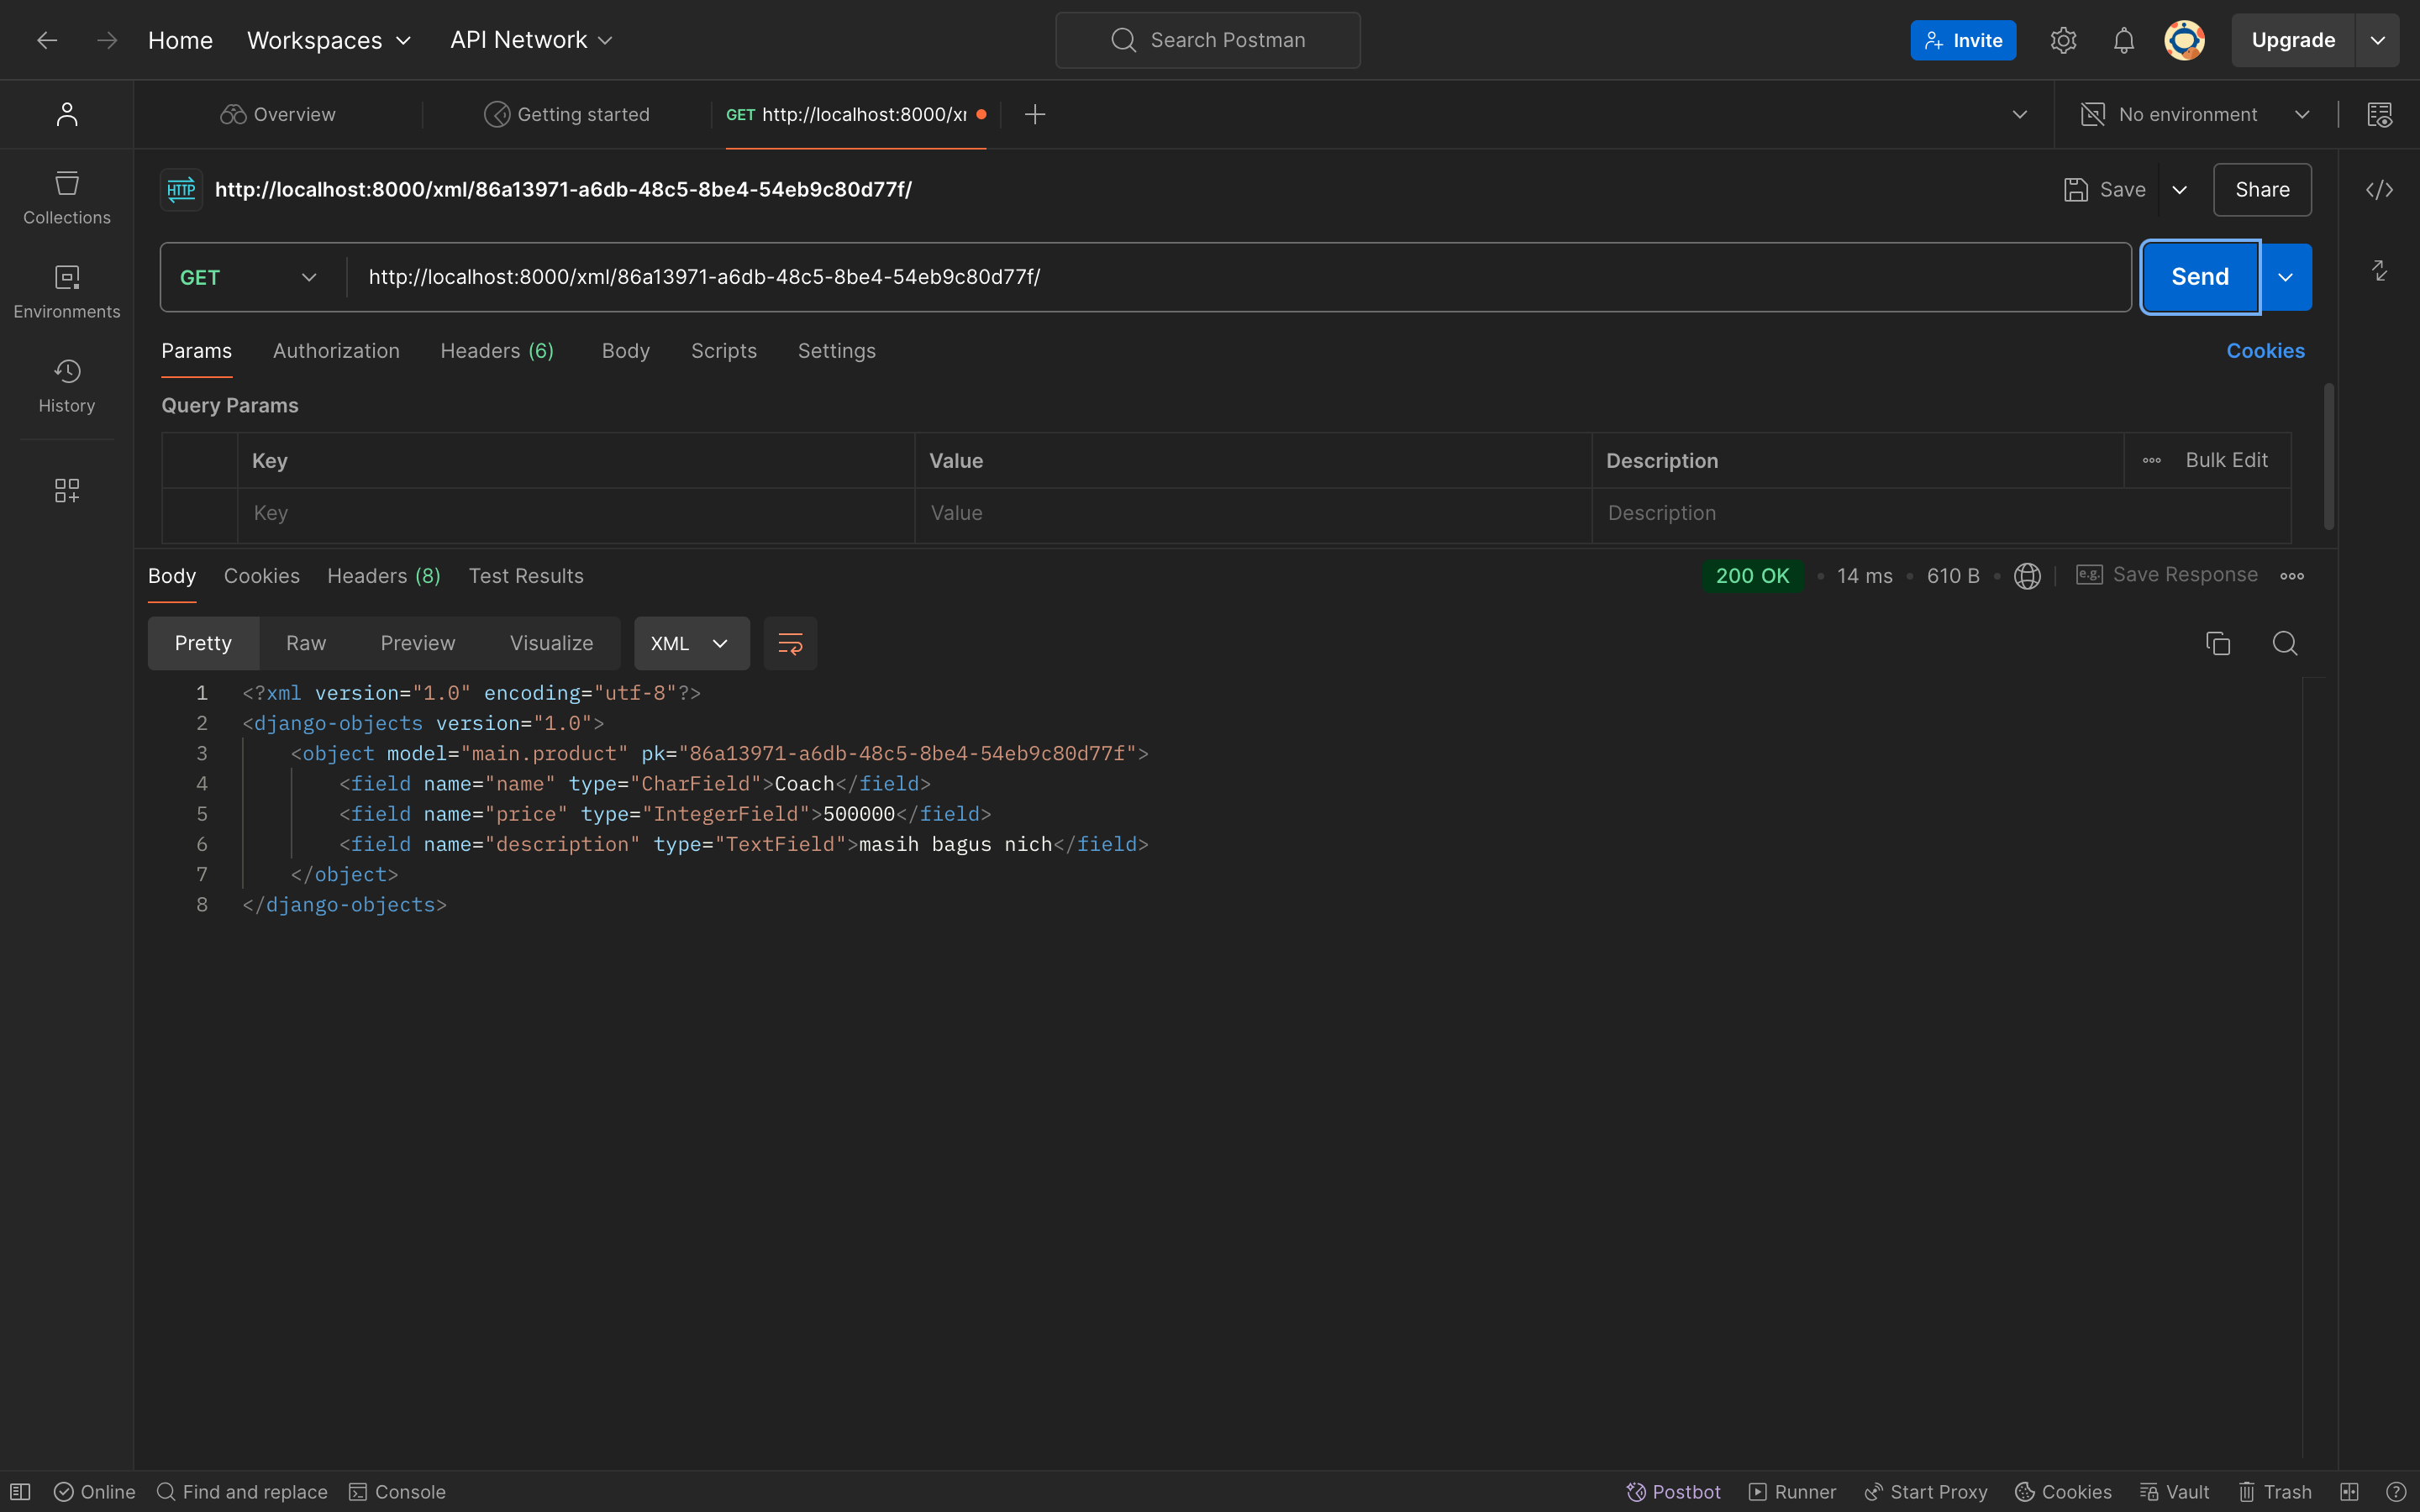 Home Workspaces API Network Search Postman Invite Upgrade
Overview Getting started GET http://localhost:8000/x No environment
HTTP http://localhost:8000/xml/86a13971-a6db-48c5-8be4-54eb9c80d77f/ Save Share
GET http://localhost:8000/xml/86a13971-a6db-48c5-8be4-54eb9c80d77f/ Send
Collections
Environments
History
Params Authorization Headers (6) Body Scripts Settings Cookies
Query Params
Key Value Description Bulk Edit
Key Value Description
Body Cookies Headers (8) Test Results 200 OK • 14 ms • 610 B • e.g. Save Response
Pretty Raw Preview Visualize XML
1 <?xml version="1.0" encoding="utf-8"?>
2 <django-objects version="1.0">
3 <object model="main.product" pk="86a13971-a6db-48c5-8be4-54eb9c80d77f">
4 <field name="name" type="CharField">Coach</field>
5 <field name="price" type="IntegerField">500000</field>
6 <field name="description" type="TextField">masih bagus nich</field>
7 </object>
8 </django-objects>
Online Find and replace Console Postbot Runner Start Proxy Cookies Vault Trash